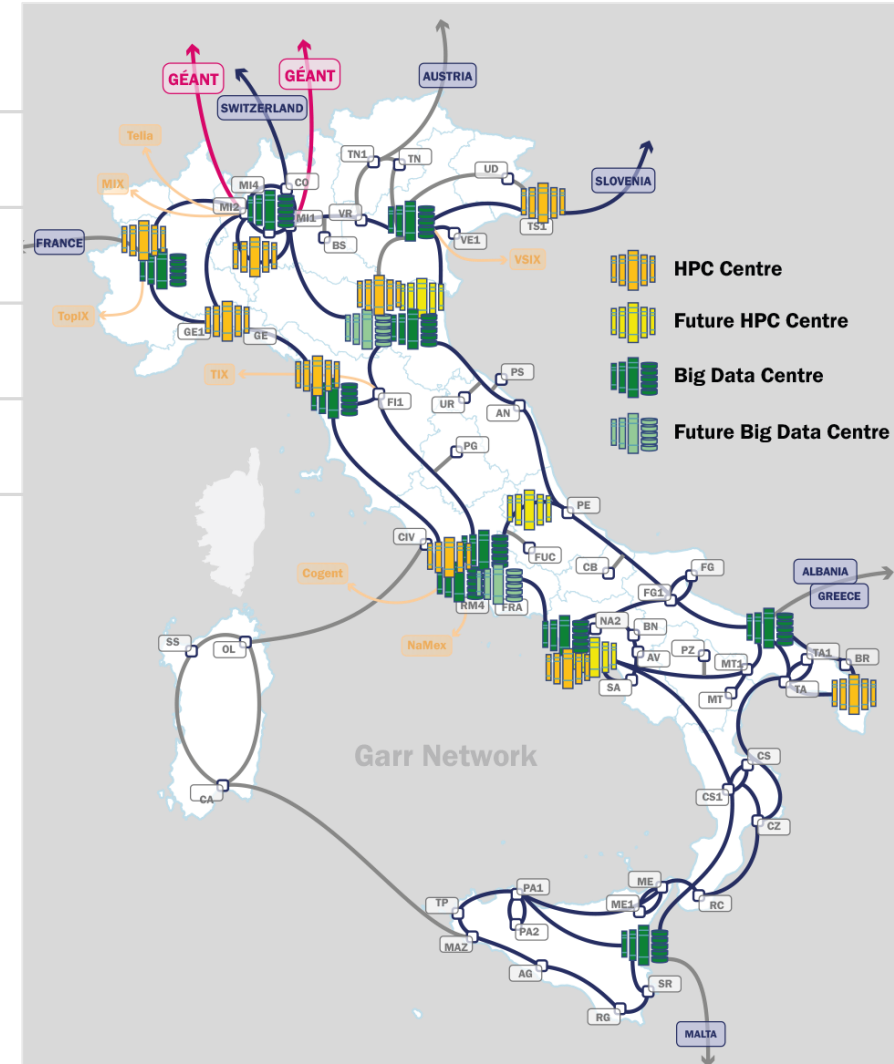 GÉANT
GÉANT
AUSTRIA
SWITZERLAND
Tella
TN1
TN
UD
MIX
MI4
CO
SLOVENIA
MI2
MI1
VR
TS1
FRANCE
BS
VE1
VSIX
HPC Centre
TopIX
GE1
GE
Future HPC Centre
TIX
PS
Big Data Centre
FI1
UR
AN
Future Big Data Centre
PG
PE
CIV
FUC
CB
FG
ALBANIA
GREECE
Cogent
RM4
FRA
FG1
NaMex
NA2
BN
SS
OL
AV
PZ
MT1
TA1
BR
SA
MT
TA
Garr Network
CS
CA
CS1
CZ
ME
PA1
TP
ME1
RC
PA2
MAZ
AG
SR
RG
MALTA